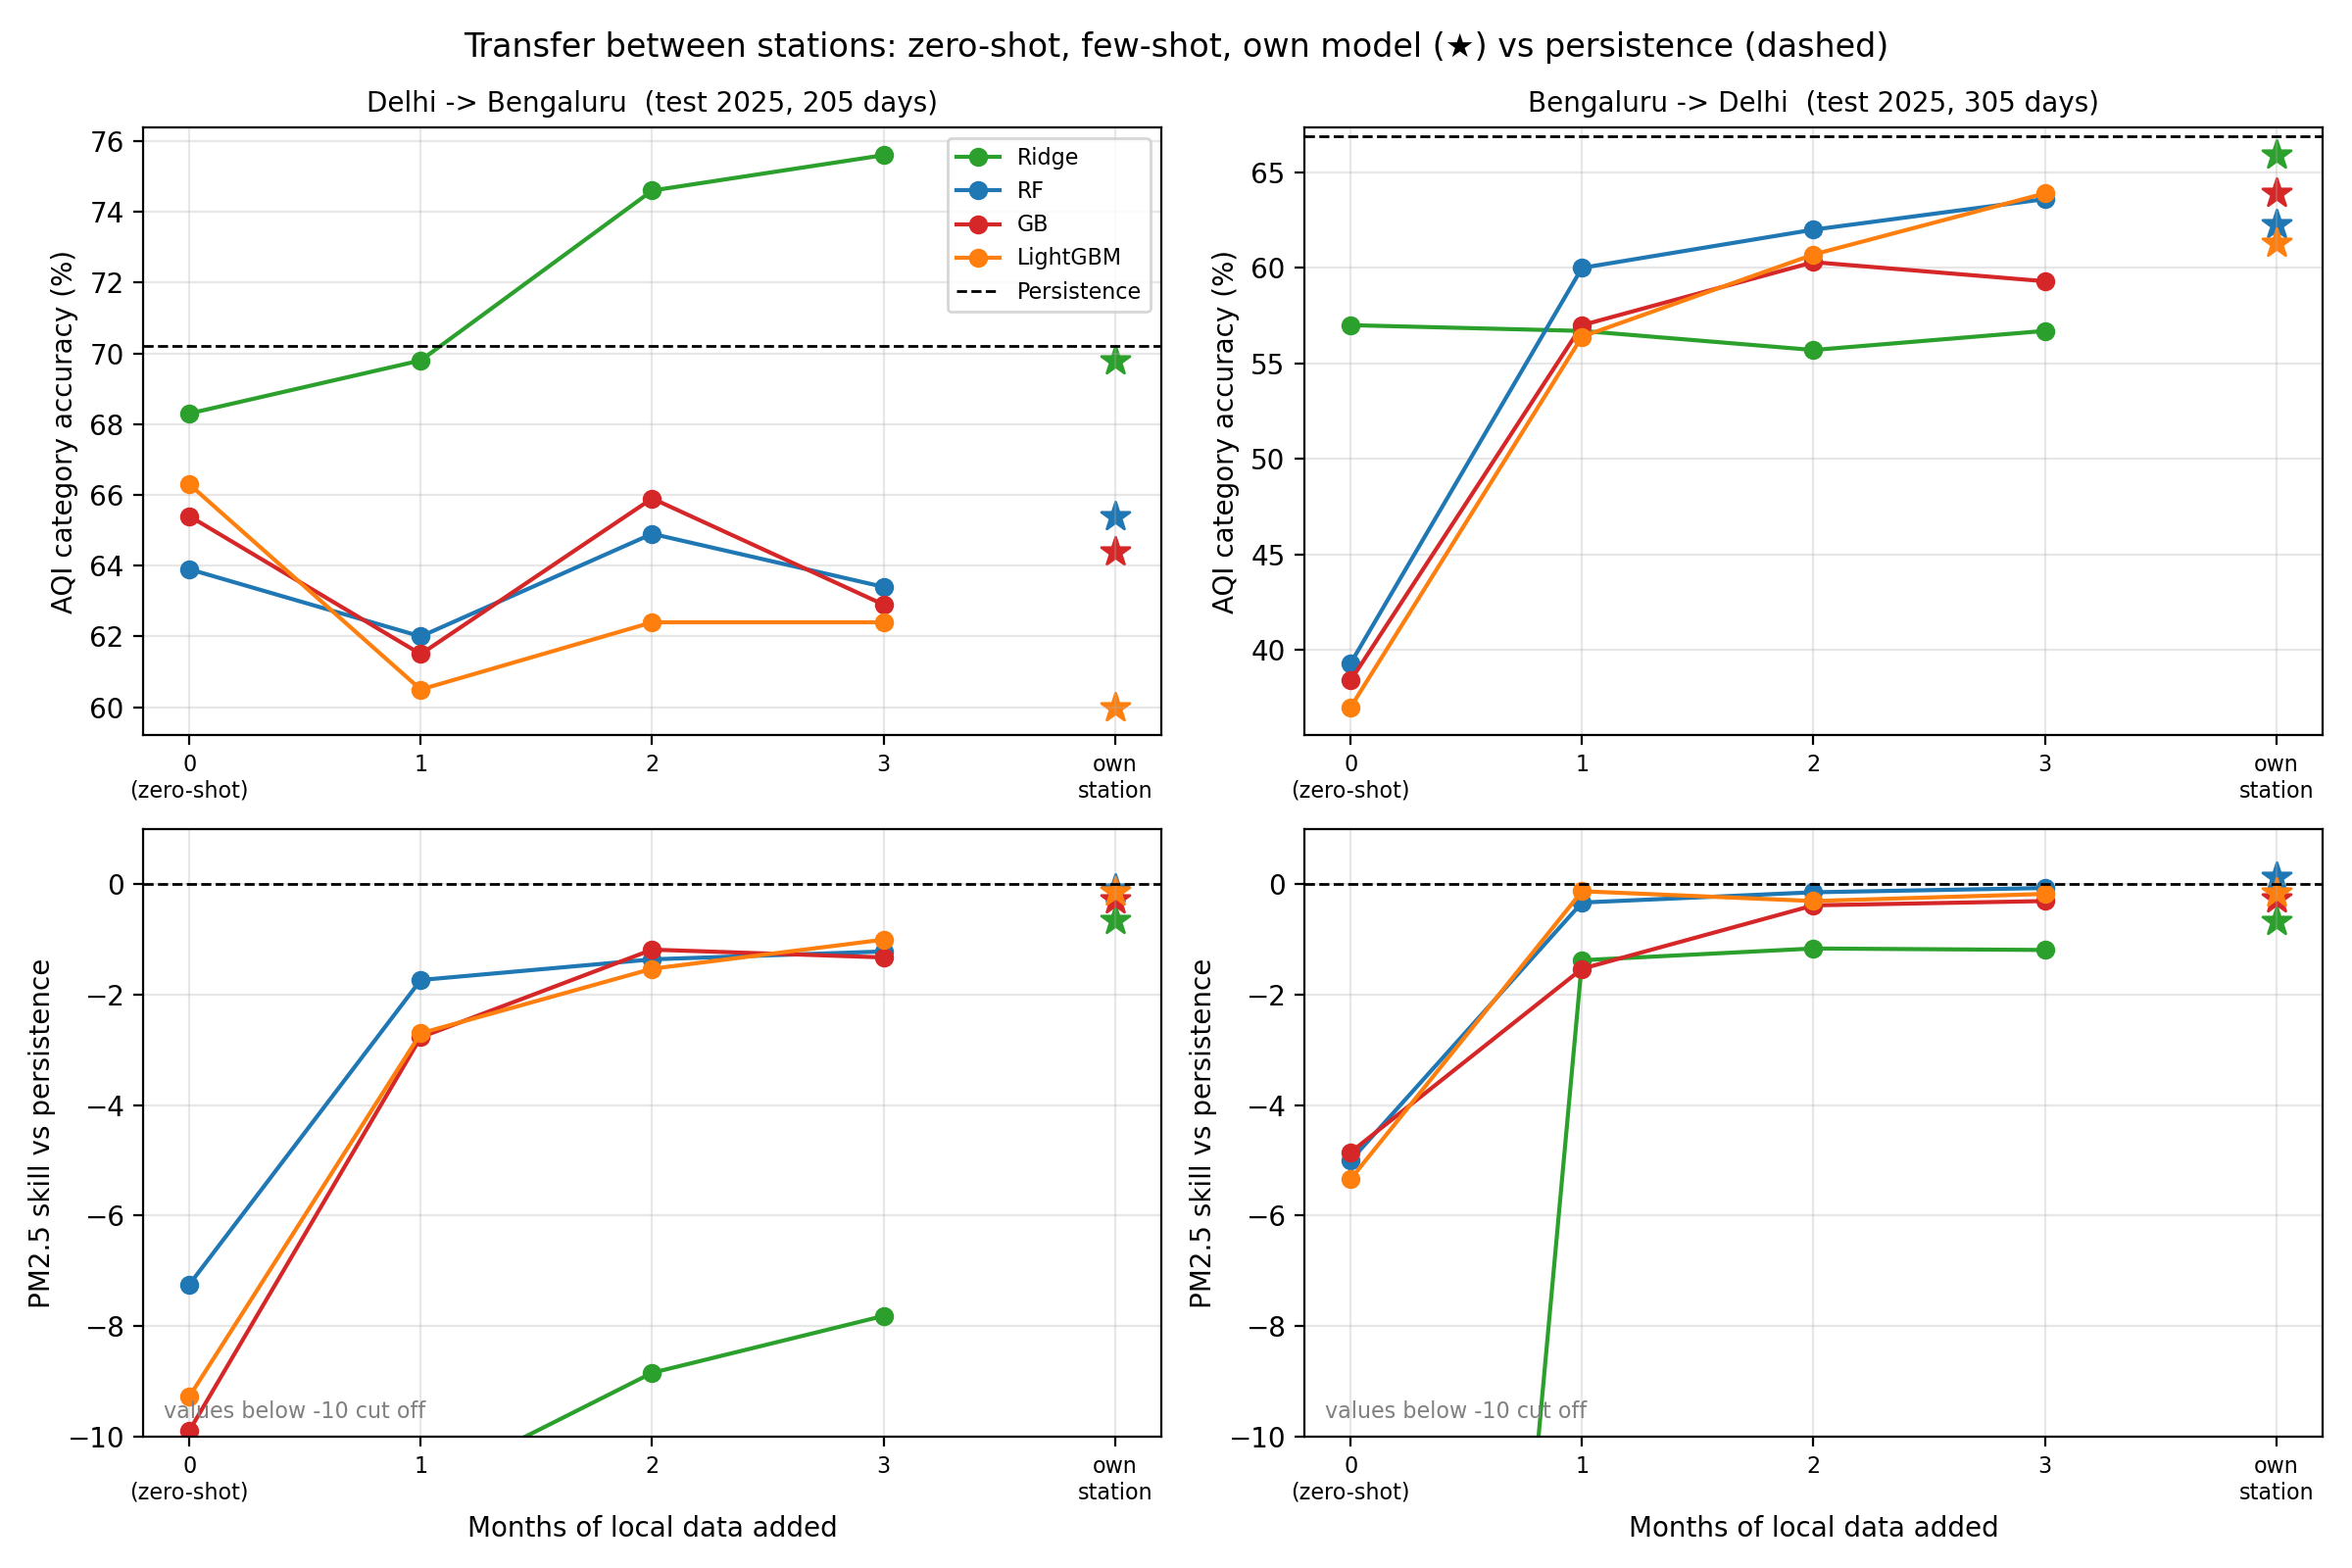 Transfer between stations: zero-shot, few-shot, own model (★) vs persistence (dashed)
Delhi -> Bengaluru  (test 2025, 205 days)
AQI category accuracy (%)
76
74
72
70
68
66
64
62
60
Ridge
RF
GB
LightGBM
Persistence
0
(zero-shot)
1
2
3
own
station
Bengaluru -> Delhi  (test 2025, 305 days)
AQI category accuracy (%)
65
60
55
50
45
40
0
(zero-shot)
1
2
3
own
station
PM2.5 skill vs persistence
0
−2
−4
−6
−8
−10
values below -10 cut off
0
(zero-shot)
1
2
3
own
station
Months of local data added
PM2.5 skill vs persistence
0
−2
−4
−6
−8
−10
values below -10 cut off
0
(zero-shot)
1
2
3
own
station
Months of local data added